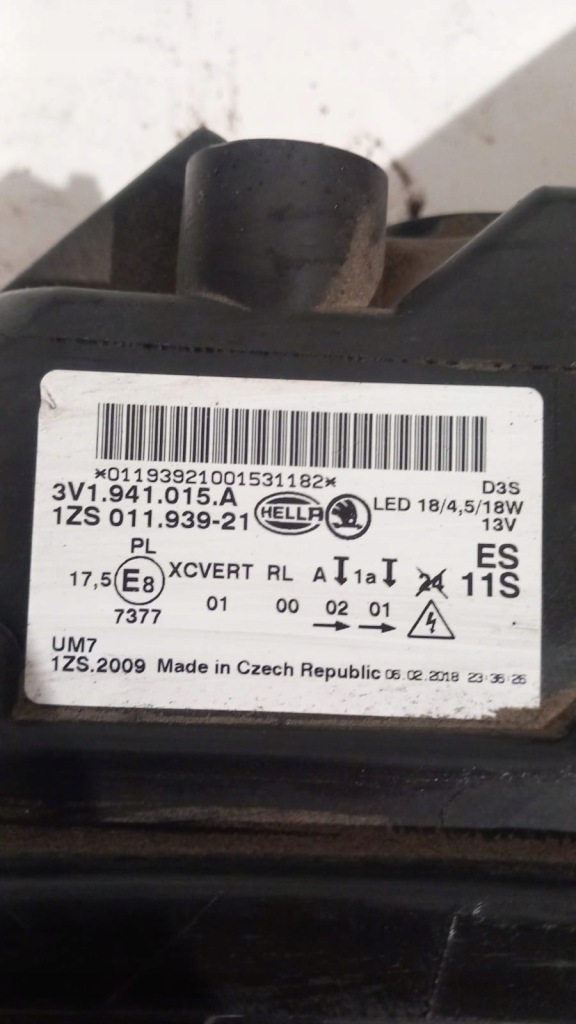 *01193921001531182*
3V1.941.015.A
1ZS 011.939-21
HELLA
D3S
LED 18/4,5/18W
13V
PL
17,5 E8 XCVERT RL A 1a 24
ES
11S
7377 01 00 02 01
UM7
1ZS.2009 Made in Czech Republic 06.02.2018 23:36:26